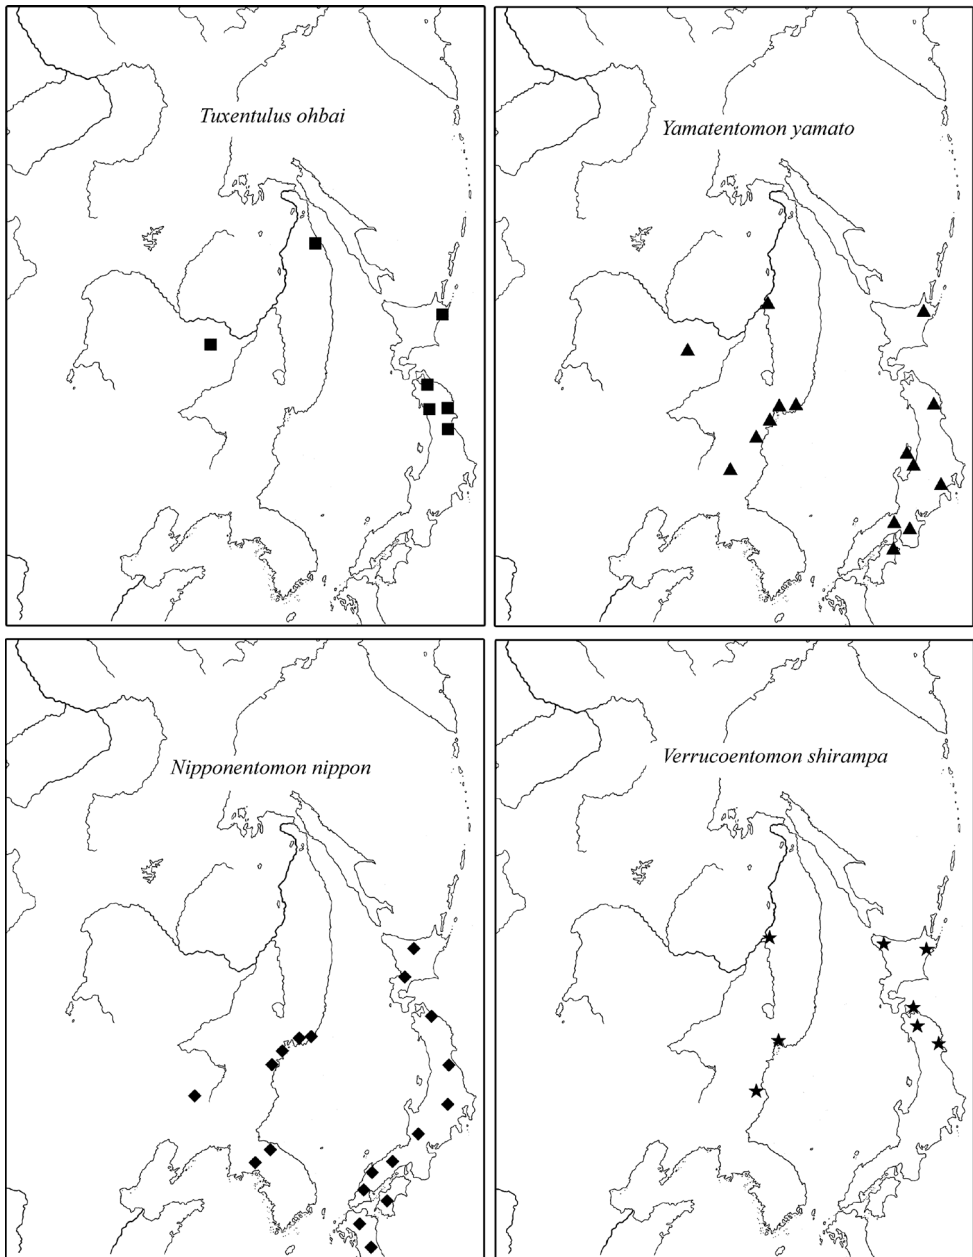 Tuxentulus ohbai
Yamatentomon yamato
Nipponentomon nippon
Verrucoentomon shirampa